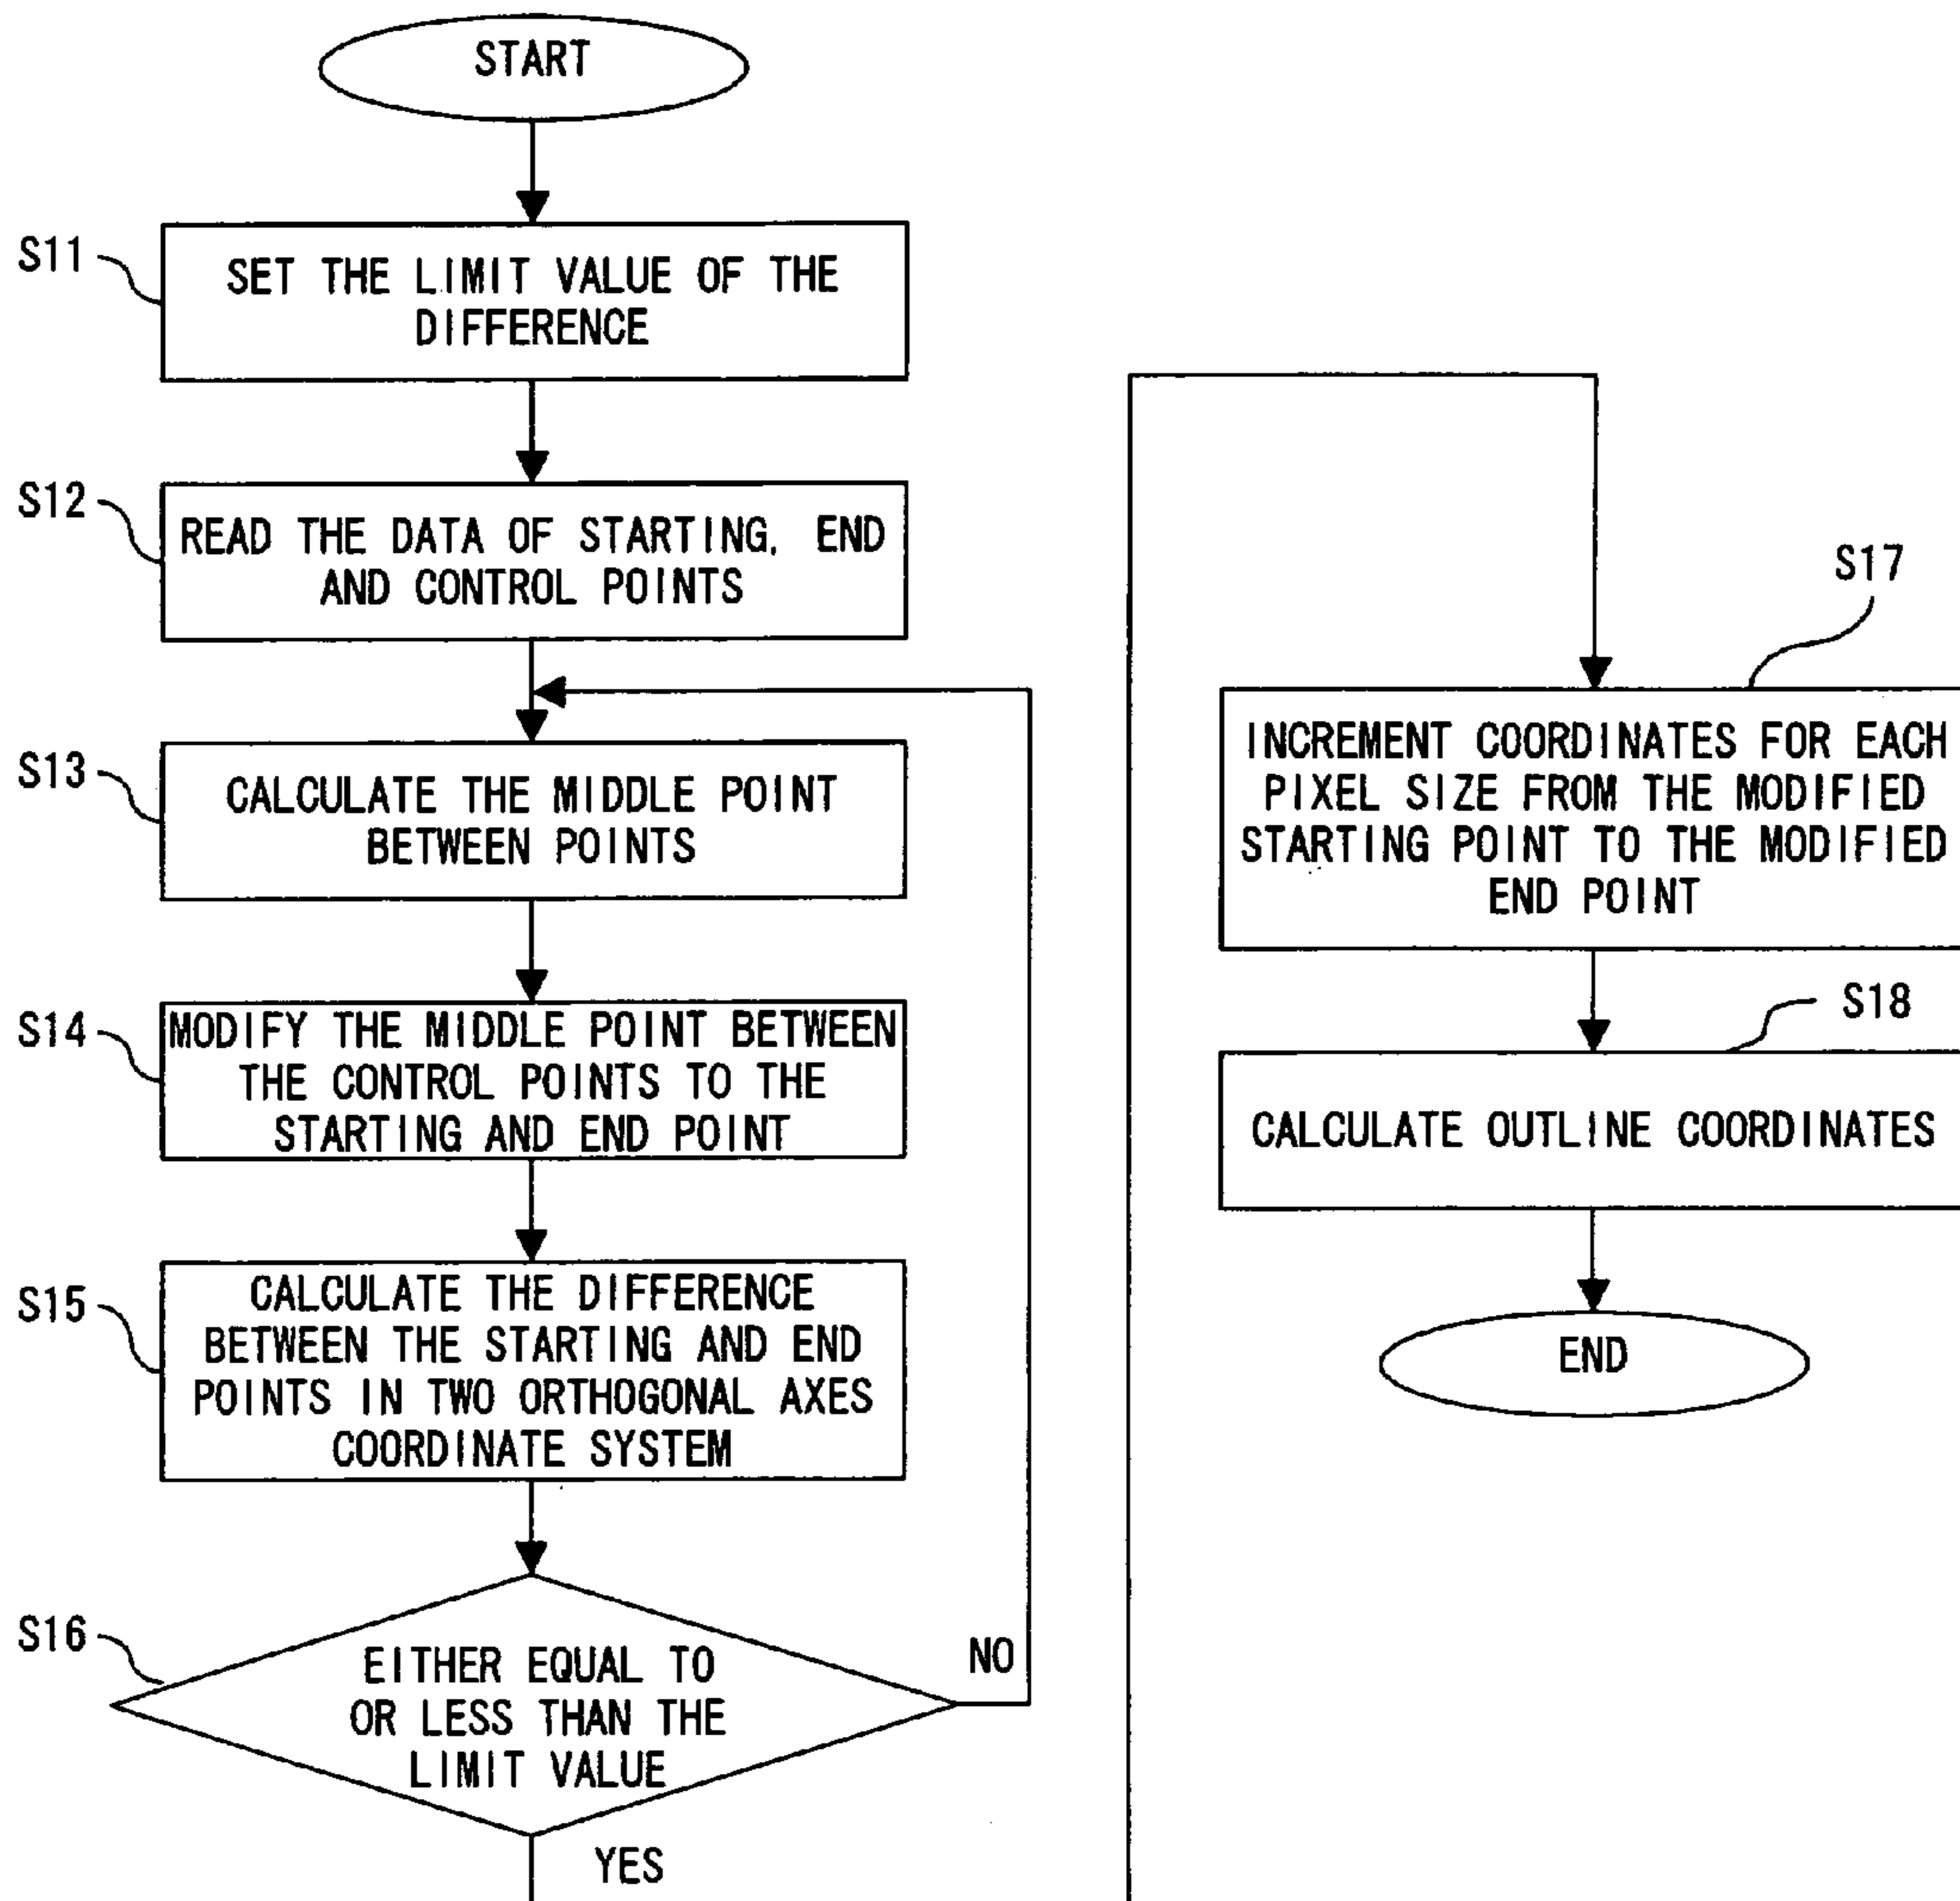 START
S11
SET THE LIMIT VALUE OF THE
DIFFERENCE
S12
READ THE DATA OF STARTING, END
AND CONTROL POINTS
S13
CALCULATE THE MIDDLE POINT
BETWEEN POINTS
S14
MODIFY THE MIDDLE POINT BETWEEN
THE CONTROL POINTS TO THE
STARTING AND END POINT
S15
CALCULATE THE DIFFERENCE
BETWEEN THE STARTING AND END
POINTS IN TWO ORTHOGONAL AXES
COORDINATE SYSTEM
S16
EITHER EQUAL TO
OR LESS THAN THE
LIMIT VALUE
NO
YES
S17
INCREMENT COORDINATES FOR EACH
PIXEL SIZE FROM THE MODIFIED
STARTING POINT TO THE MODIFIED
END POINT
S18
CALCULATE OUTLINE COORDINATES
END